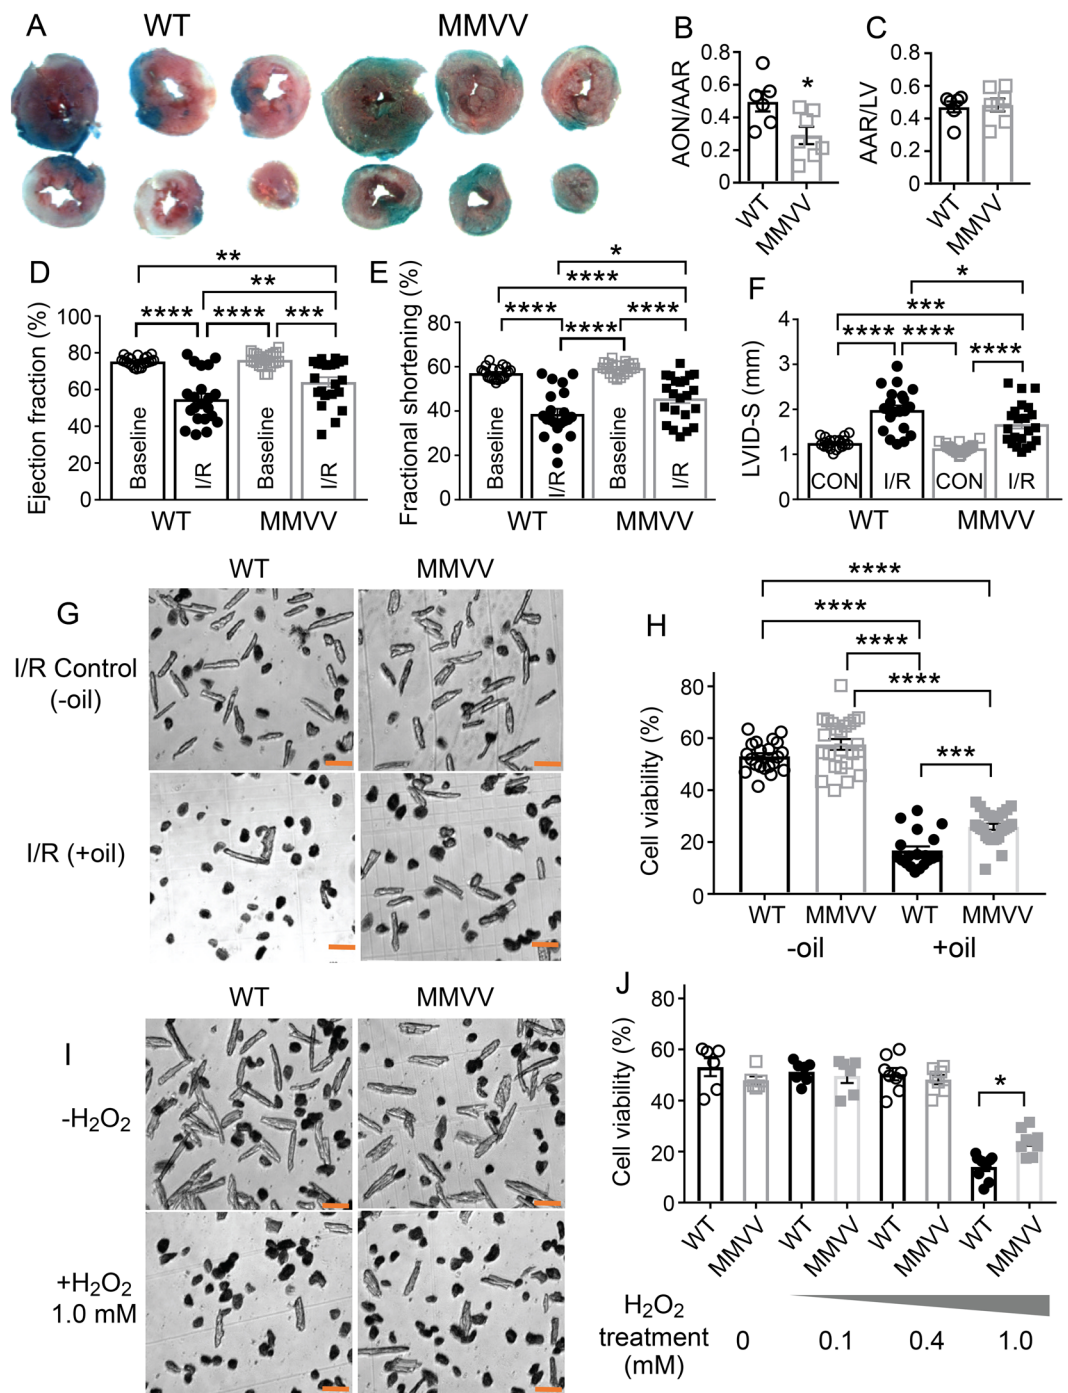 A WT MMVV
B
AON/AAR
0.8
0.6
0.4
0.2
0
*
WT
MMVV
C
AAR/LV
0.8
0.6
0.4
0.2
0
WT
MMVV
D
Ejection fraction (%)
100
80
60
40
20
0
**
**
**** **** ***
Baseline
I/R
Baseline
I/R
WT MMVV
E
Fractional shortening (%)
80
60
40
20
0
*
****
**** ****
****
Baseline
I/R
Baseline
I/R
WT MMVV
F
LVID-S (mm)
4
3
2
1
0
*
***
**** ****
****
CON I/R CON I/R
WT MMVV
G
WT MMVV
I/R Control
(-oil)
I/R (+oil)
H
Cell viability (%)
80
60
40
20
0
****
****
****
****
***
WT MMVV WT MMVV
-oil +oil
I
WT MMVV
-H₂O₂
+H₂O₂
1.0 mM
J
Cell viability (%)
80
60
40
20
0
*
WT
MMVV
WT
MMVV
WT
MMVV
WT
MMVV
H₂O₂
treatment 0 0.1 0.4 1.0
(mM)